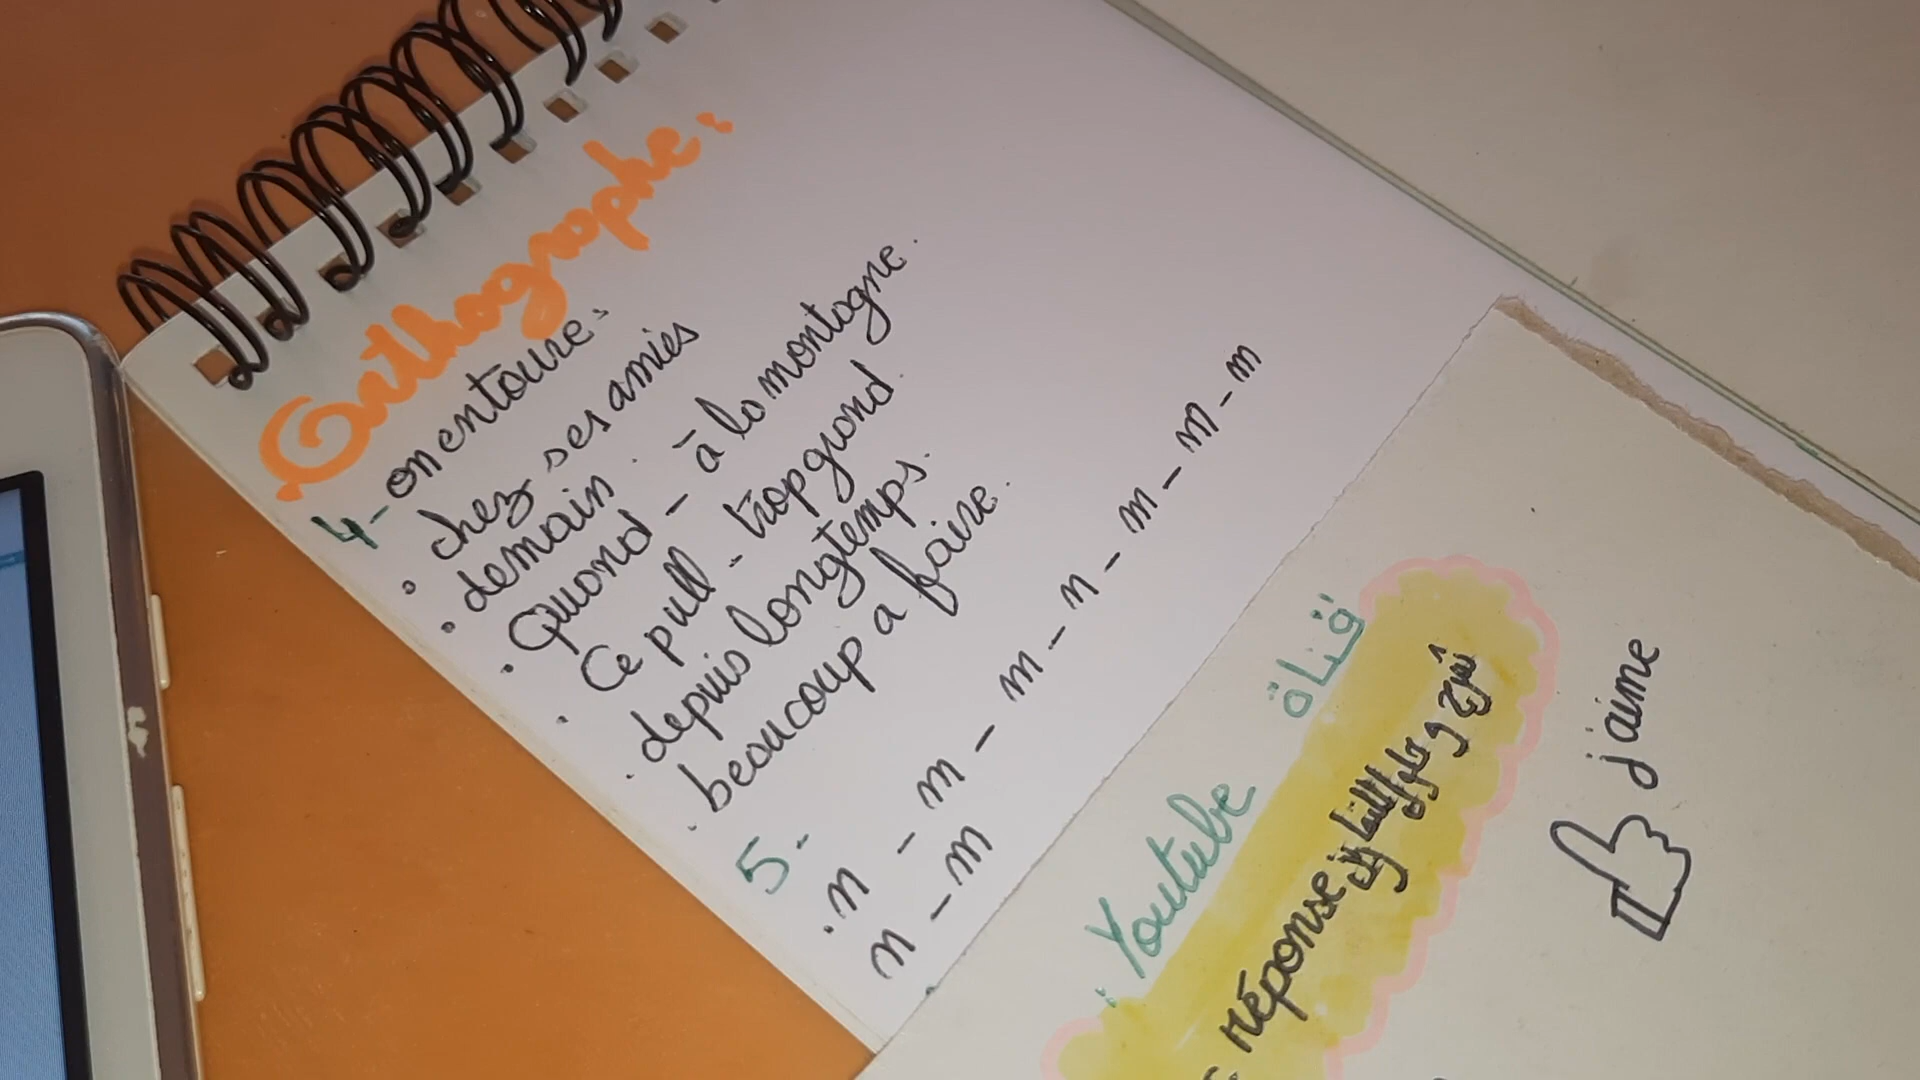 Orthographe:
4- on entoure:
• chez ses amies
• demain.
• Quand - à la montagne.
• Ce pull - trop grand.
• depuis longtemps.
• beaucoup a faire.
5-
• n - m - m - n - m - m - m
n - m
Youtube قناة
réponse
j'aime